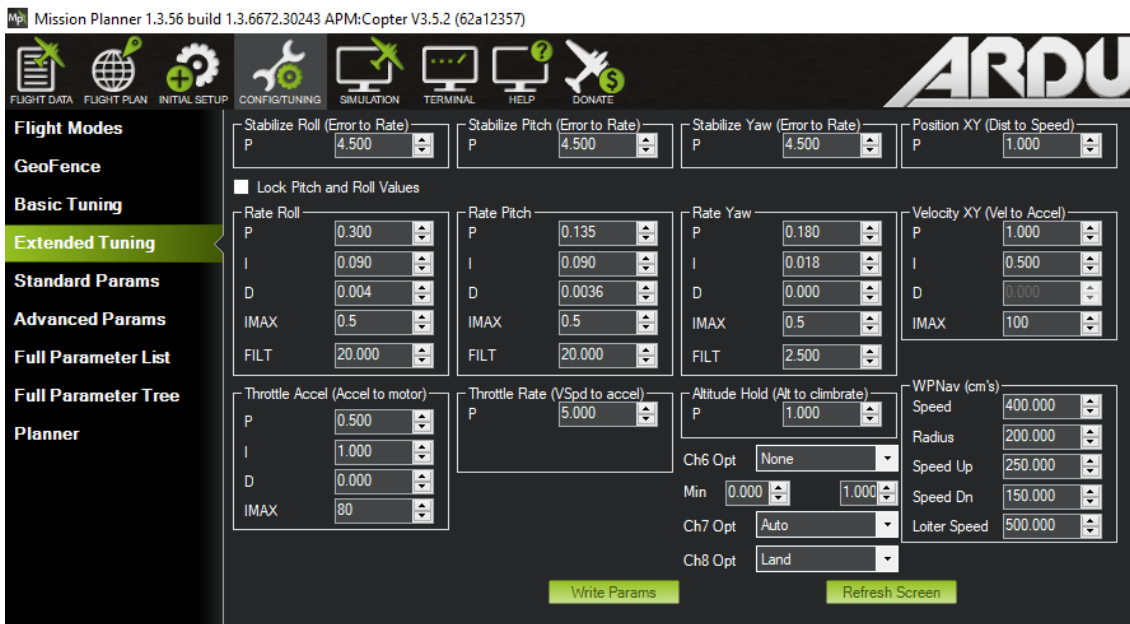 Mission Planner 1.3.56 build 1.3.6672.30243 APM:Copter V3.5.2 (62a12357)
FLIGHT DATA FLIGHT PLAN INITIAL SETUP CONFIG/TUNING SIMULATION TERMINAL HELP DONATE
ARDU
Flight Modes
GeoFence
Basic Tuning
Extended Tuning
Standard Params
Advanced Params
Full Parameter List
Full Parameter Tree
Planner
Stabilize Roll (Error to Rate)
P 4.500
Stabilize Pitch (Error to Rate)
P 4.500
Stabilize Yaw (Error to Rate)
P 4.500
Position XY (Dist to Speed)
P 1.000
Lock Pitch and Roll Values
Rate Roll
P 0.300
I 0.090
D 0.004
IMAX 0.5
FILT 20.000
Rate Pitch
P 0.135
I 0.090
D 0.0036
IMAX 0.5
FILT 20.000
Rate Yaw
P 0.180
I 0.018
D 0.000
IMAX 0.5
FILT 2.500
Velocity XY (Vel to Accel)
P 1.000
I 0.500
D 0.000
IMAX 100
Throttle Accel (Accel to motor)
P 0.500
I 1.000
D 0.000
IMAX 80
Throttle Rate (VSpd to accel)
P 5.000
Altitude Hold (Alt to climbrate)
P 1.000
Ch6 Opt None
Min 0.000 1.000
Ch7 Opt Auto
Ch8 Opt Land
WPNav (cm's)
Speed 400.000
Radius 200.000
Speed Up 250.000
Speed Dn 150.000
Loiter Speed 500.000
Write Params
Refresh Screen